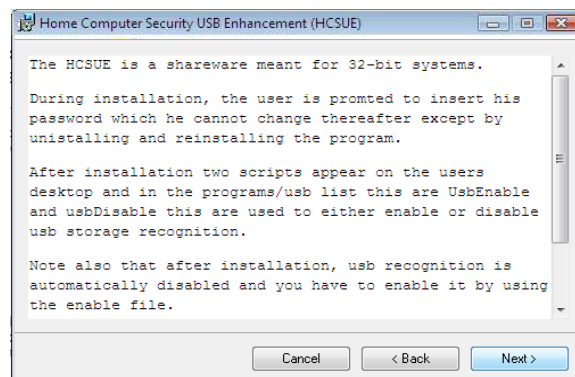 Home Computer Security USB Enhancement (HCSUE)
The HCSUE is a shareware meant for 32-bit systems.
During installation, the user is promted to insert his
password which he cannot change thereafter except by
unistalling and reinstalling the program.
After installation two scripts appear on the users
desktop and in the programs/usb list this are UsbEnable
and usbDisable this are used to either enable or disable
usb storage recognition.
Note also that after installation, usb recognition is
automatically disabled and you have to enable it by using
the enable file.
Cancel
< Back
Next >